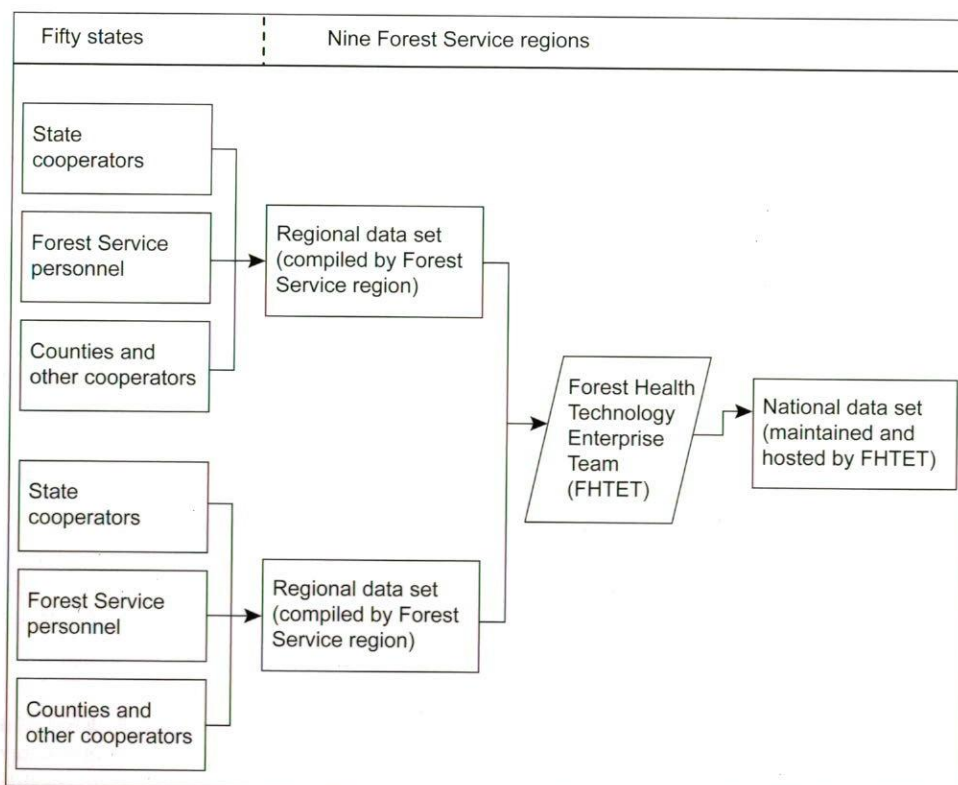 Fifty states
Nine Forest Service regions
State
cooperators
Forest Service
personnel
Counties and
other cooperators
Regional data set
(compiled by Forest
Service region)
State
cooperators
Forest Service
personnel
Counties and
other cooperators
Regional data set
(compiled by Forest
Service region)
Forest Health
Technology
Enterprise
Team
(FHTET)
National data set
(maintained and
hosted by FHTET)